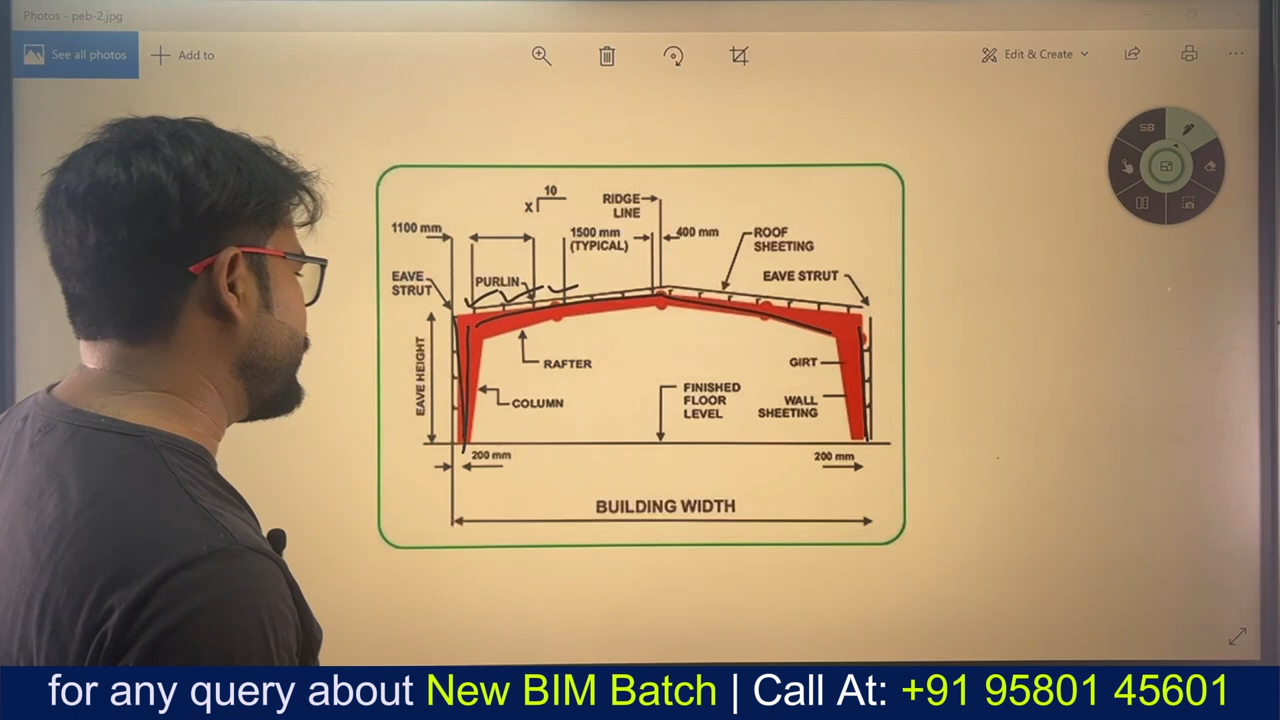 Photos - peb-2.jpg
See all photos
Add to
Edit & Create
SB
10
X
RIDGE
LINE
1100 mm
1500 mm
(TYPICAL)
400 mm
ROOF
SHEETING
EAVE
STRUT
PURLIN
EAVE STRUT
EAVE HEIGHT
RAFTER
GIRT
COLUMN
FINISHED
FLOOR
LEVEL
WALL
SHEETING
200 mm
200 mm
BUILDING WIDTH
for any query about New BIM Batch | Call At: +91 95801 45601